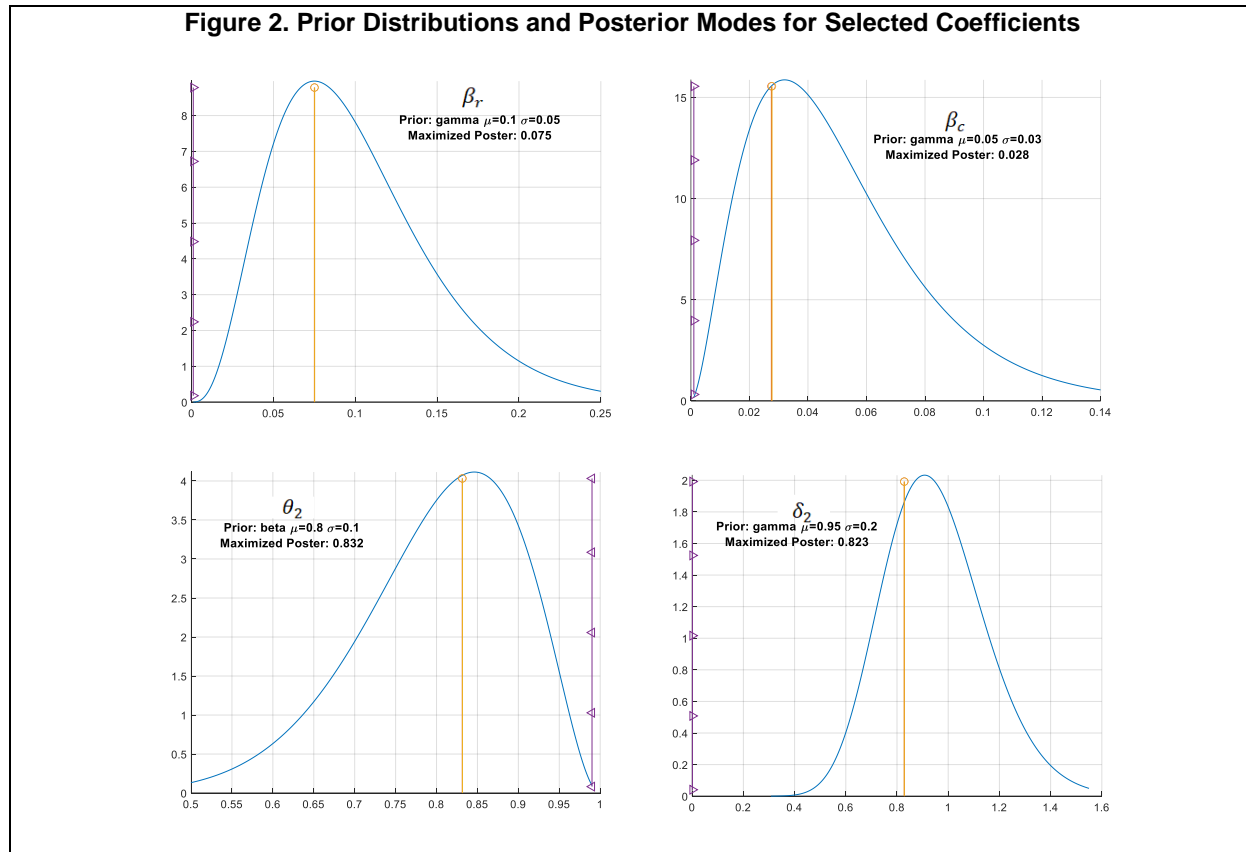 Figure 2. Prior Distributions and Posterior Modes for Selected Coefficients
β_r
Prior: gamma μ=0.1 σ=0.05
Maximized Poster: 0.075
8
7
6
5
4
3
2
1
0
0 0.05 0.1 0.15 0.2 0.25
β_c
Prior: gamma μ=0.05 σ=0.03
Maximized Poster: 0.028
15
10
5
0
0 0.02 0.04 0.06 0.08 0.1 0.12 0.14
θ_2
Prior: beta μ=0.8 σ=0.1
Maximized Poster: 0.832
4
3.5
3
2.5
2
1.5
1
0.5
0
0.5 0.55 0.6 0.65 0.7 0.75 0.8 0.85 0.9 0.95 1
δ_2
Prior: gamma μ=0.95 σ=0.2
Maximized Poster: 0.823
2
1.8
1.6
1.4
1.2
1
0.8
0.6
0.4
0.2
0
0 0.2 0.4 0.6 0.8 1 1.2 1.4 1.6